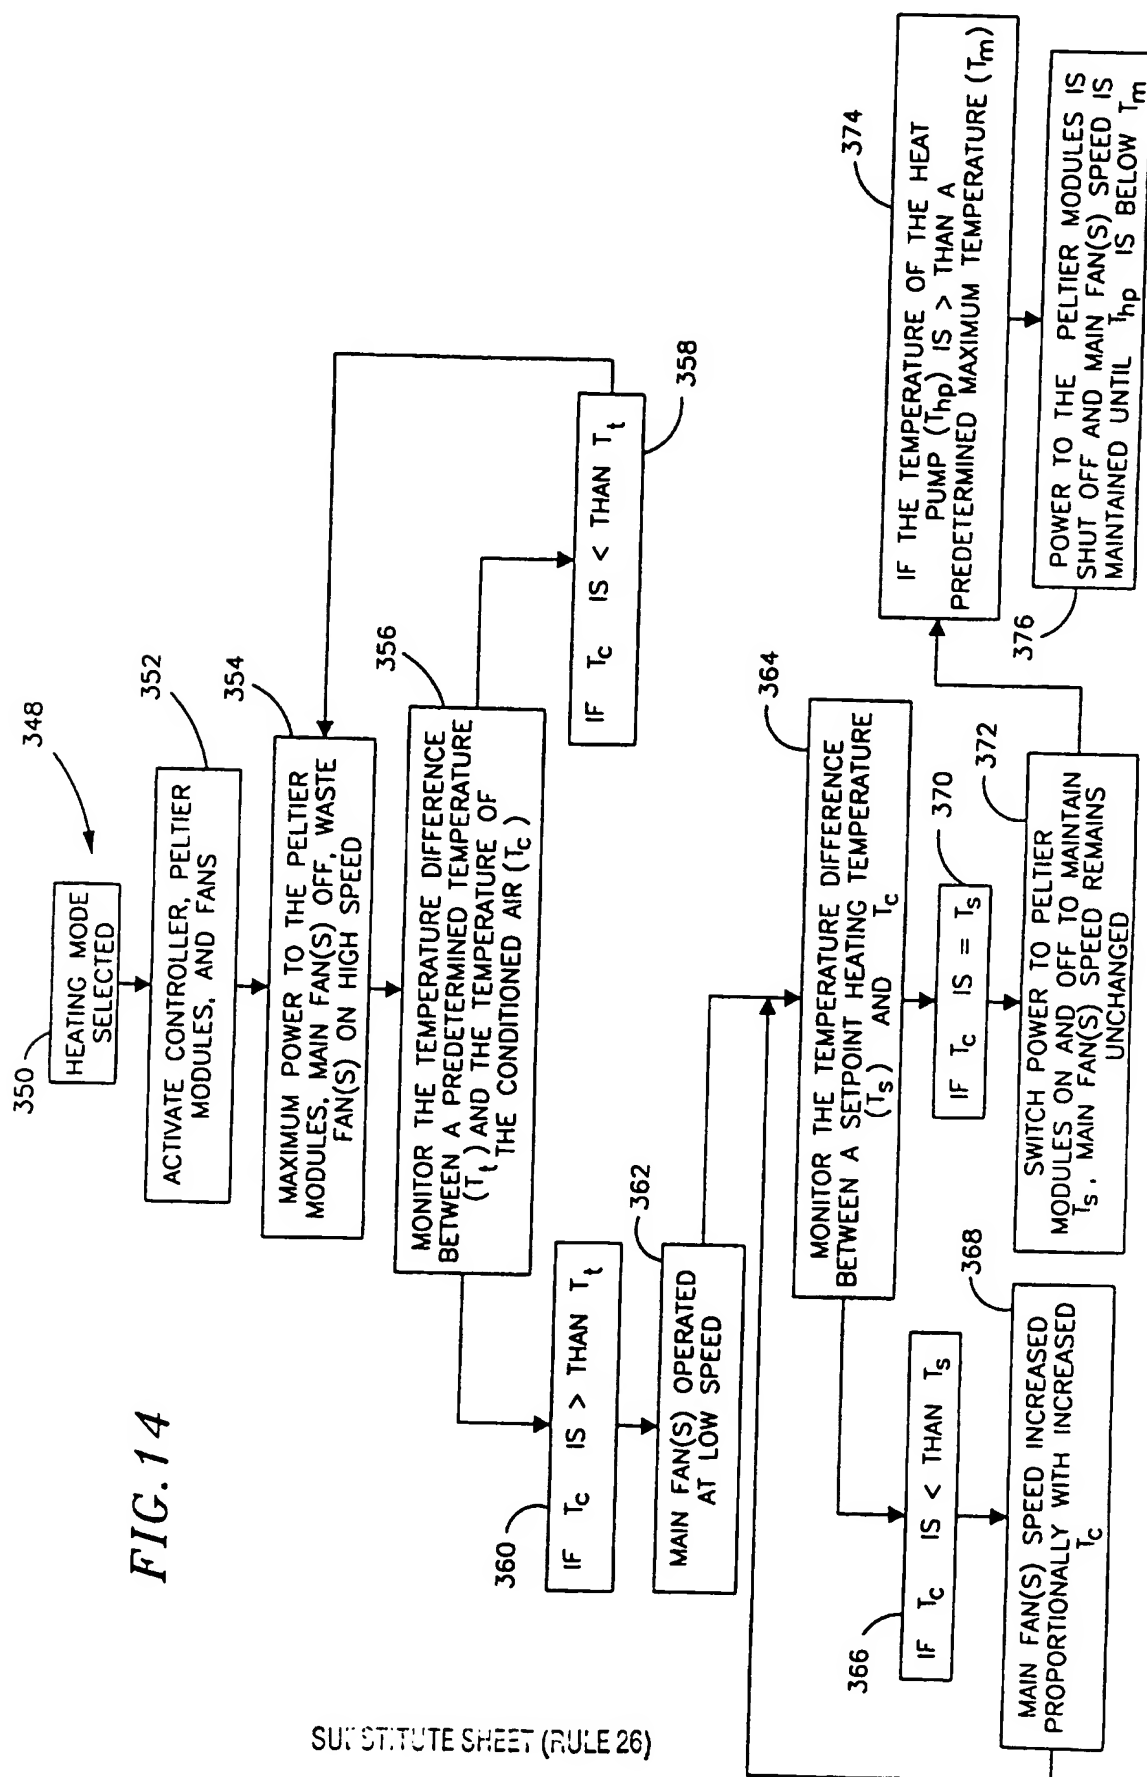 FIG.14
348
350
HEATING MODE
SELECTED
352
ACTIVATE CONTROLLER, PELTIER
MODULES, AND FANS
354
MAXIMUM POWER TO THE PELTIER
MODULES, MAIN FAN(S) OFF, WASTE
FAN(S) ON HIGH SPEED
356
MONITOR THE TEMPERATURE DIFFERENCE
BETWEEN A PREDETERMINED TEMPERATURE
(Tt) AND THE TEMPERATURE OF
THE CONDITIONED AIR (Tc)
360
IF Tc IS > THAN Tt
IF Tc IS < THAN Tt
358
362
MAIN FAN(S) OPERATED
AT LOW SPEED
364
MONITOR THE TEMPERATURE DIFFERENCE
BETWEEN A SETPOINT HEATING TEMPERATURE
(Ts) AND Tc
366
IF Tc IS < THAN Ts
370
IF Tc IS = Ts
368
MAIN FAN(S) SPEED INCREASED
PROPORTIONALLY WITH INCREASED
Tc
372
SWITCH POWER TO PELTIER
MODULES ON AND OFF TO MAINTAIN
Ts. MAIN FAN(S) SPEED REMAINS
UNCHANGED
374
IF THE TEMPERATURE OF THE HEAT
PUMP (Thp) IS > THAN A
PREDETERMINED MAXIMUM TEMPERATURE (Tm)
376
POWER TO THE PELTIER MODULES IS
SHUT OFF AND MAIN FAN(S) SPEED IS
MAINTAINED UNTIL Thp IS BELOW Tm
SUBSTITUTE SHEET (RULE 26)